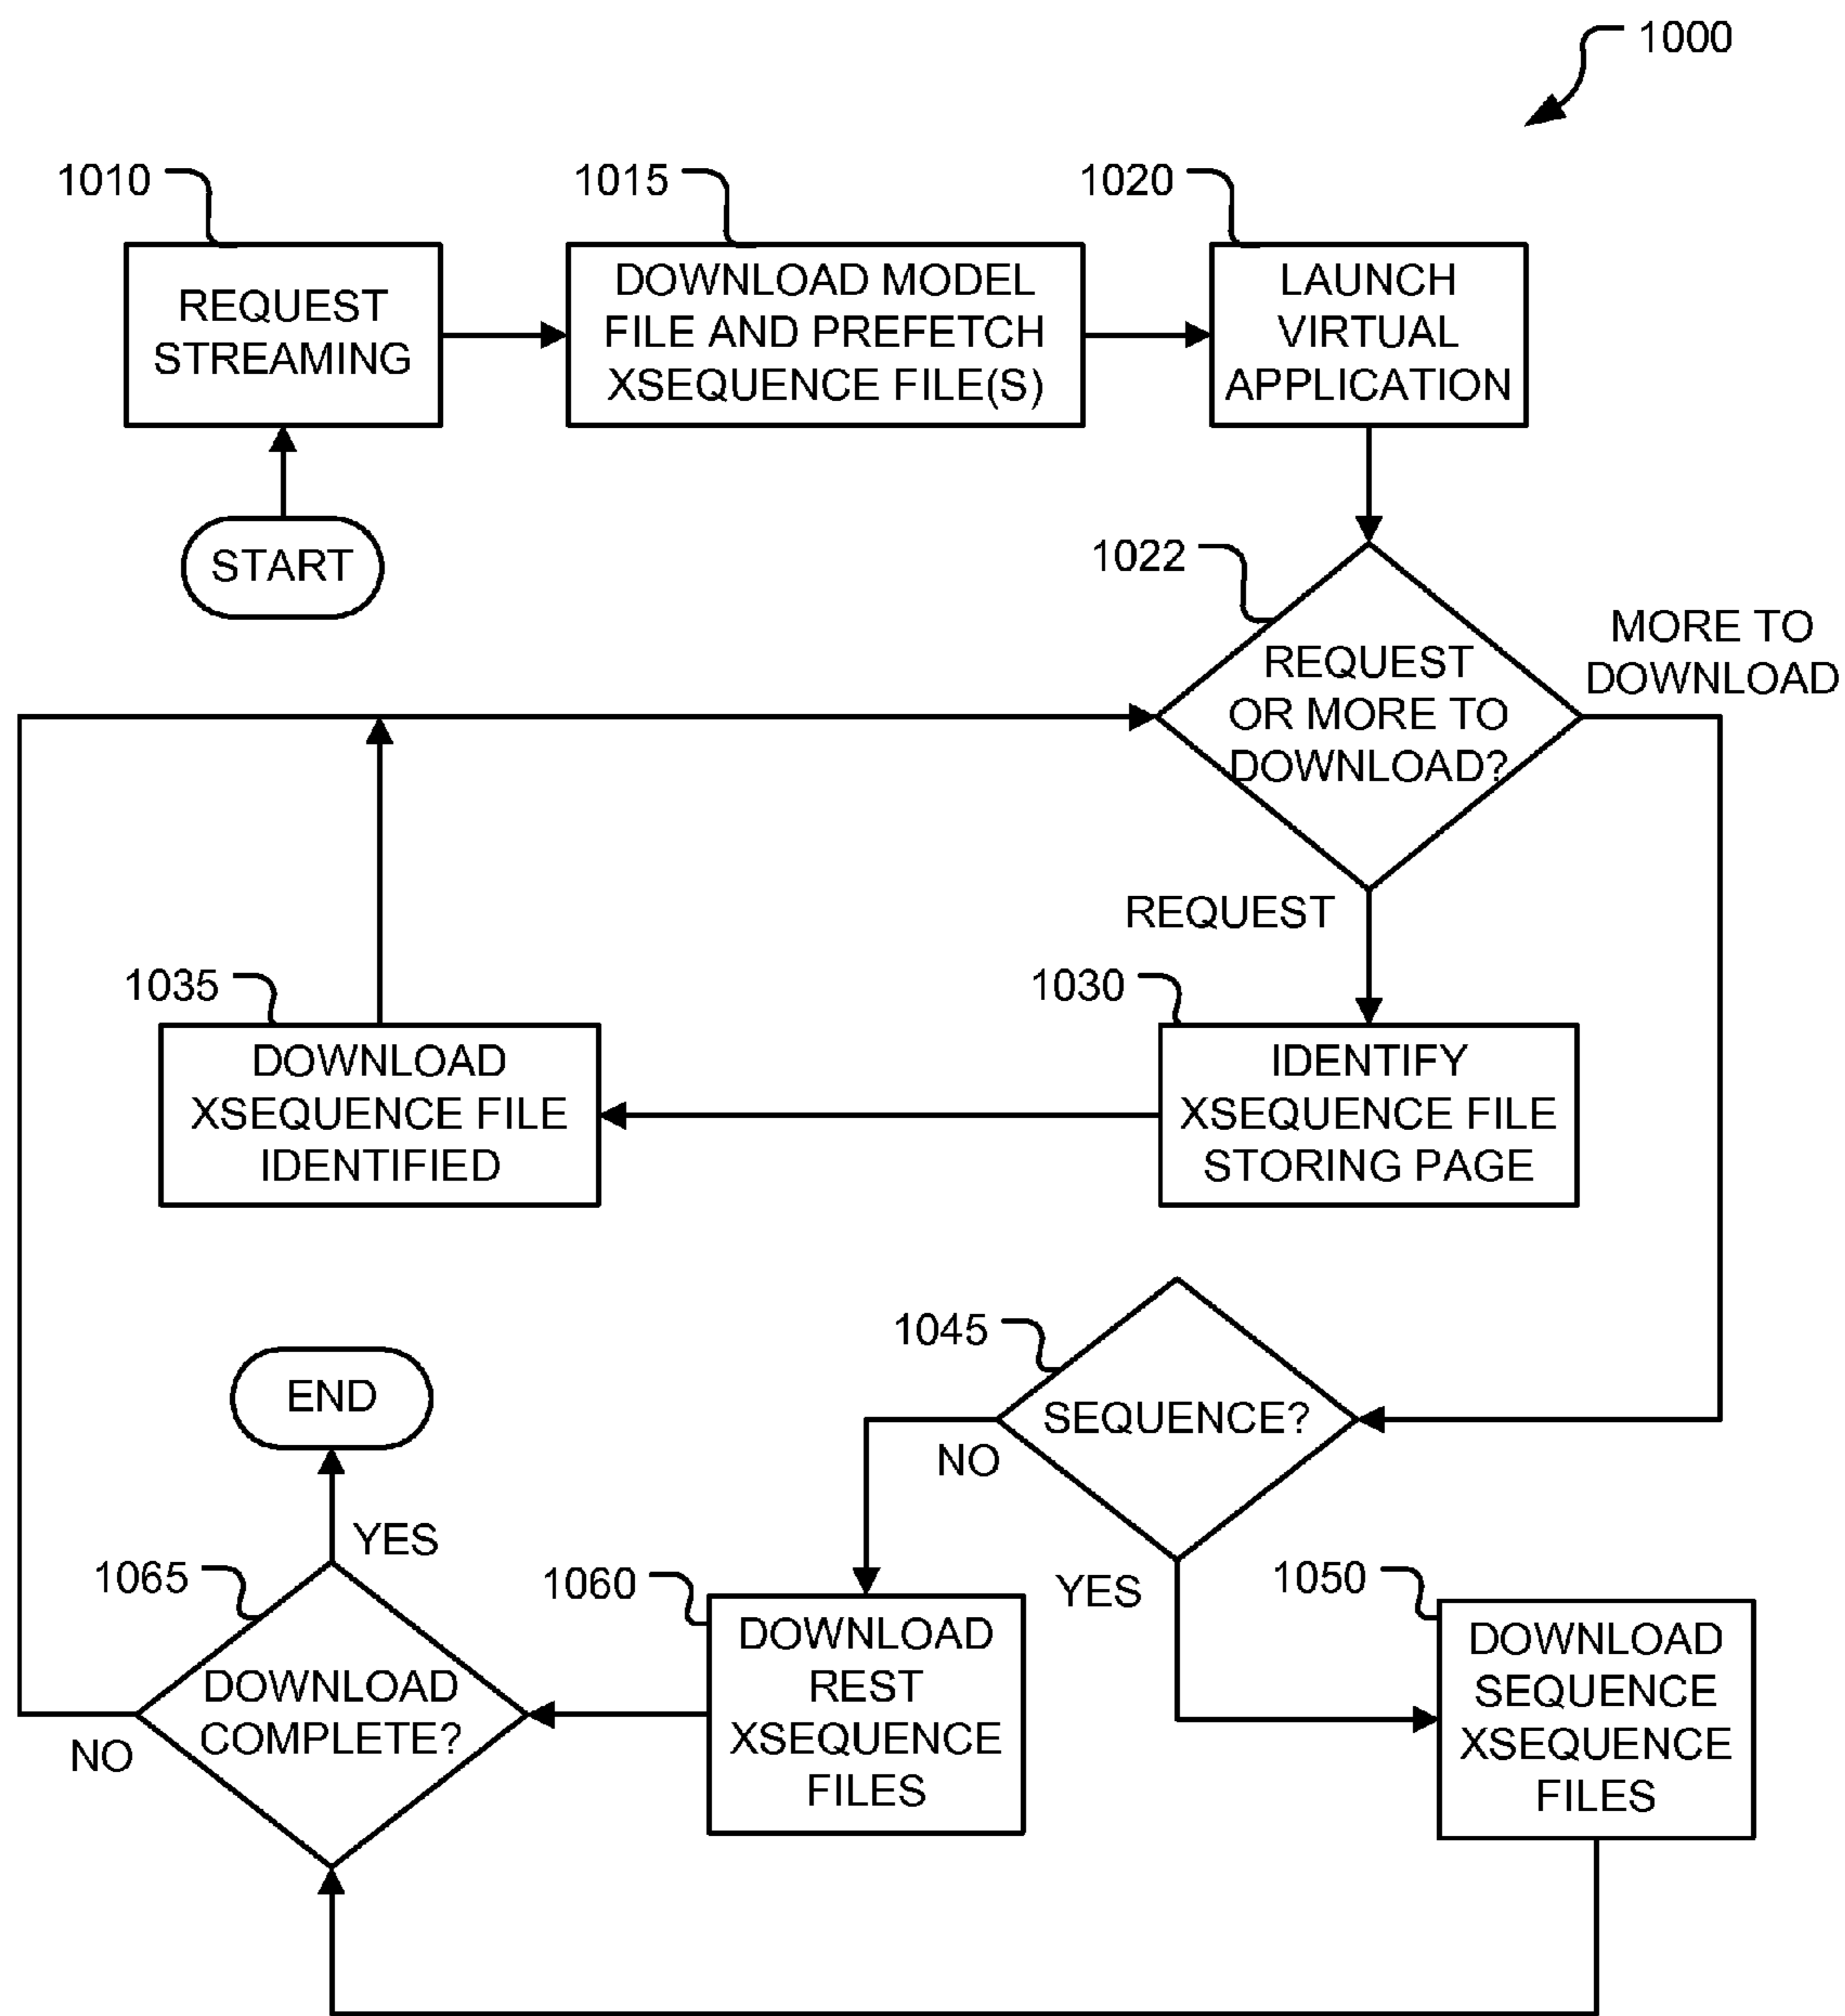 1000
1010
1015
1020
REQUEST
STREAMING
DOWNLOAD MODEL
FILE AND PREFETCH
XSEQUENCE FILE(S)
LAUNCH
VIRTUAL
APPLICATION
START
1022
REQUEST
OR MORE TO
DOWNLOAD?
MORE TO
DOWNLOAD
REQUEST
1035
1030
DOWNLOAD
XSEQUENCE FILE
IDENTIFIED
IDENTIFY
XSEQUENCE FILE
STORING PAGE
1045
SEQUENCE?
END
NO
YES
YES
1065
1060
1050
DOWNLOAD
COMPLETE?
NO
DOWNLOAD
REST
XSEQUENCE
FILES
DOWNLOAD
SEQUENCE
XSEQUENCE
FILES